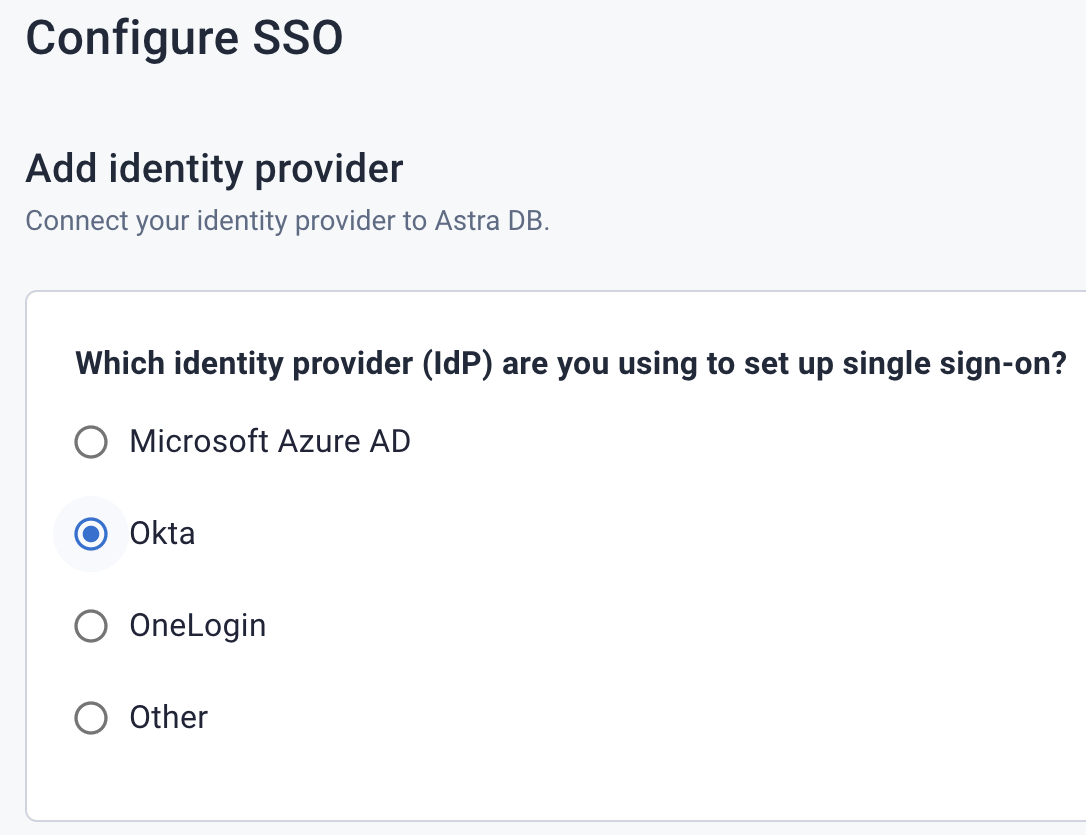 Configure SSO
Add identity provider
Connect your identity provider to Astra DB.
Which identity provider (IdP) are you using to set up single sign-on?
Microsoft Azure AD
Okta
OneLogin
Other